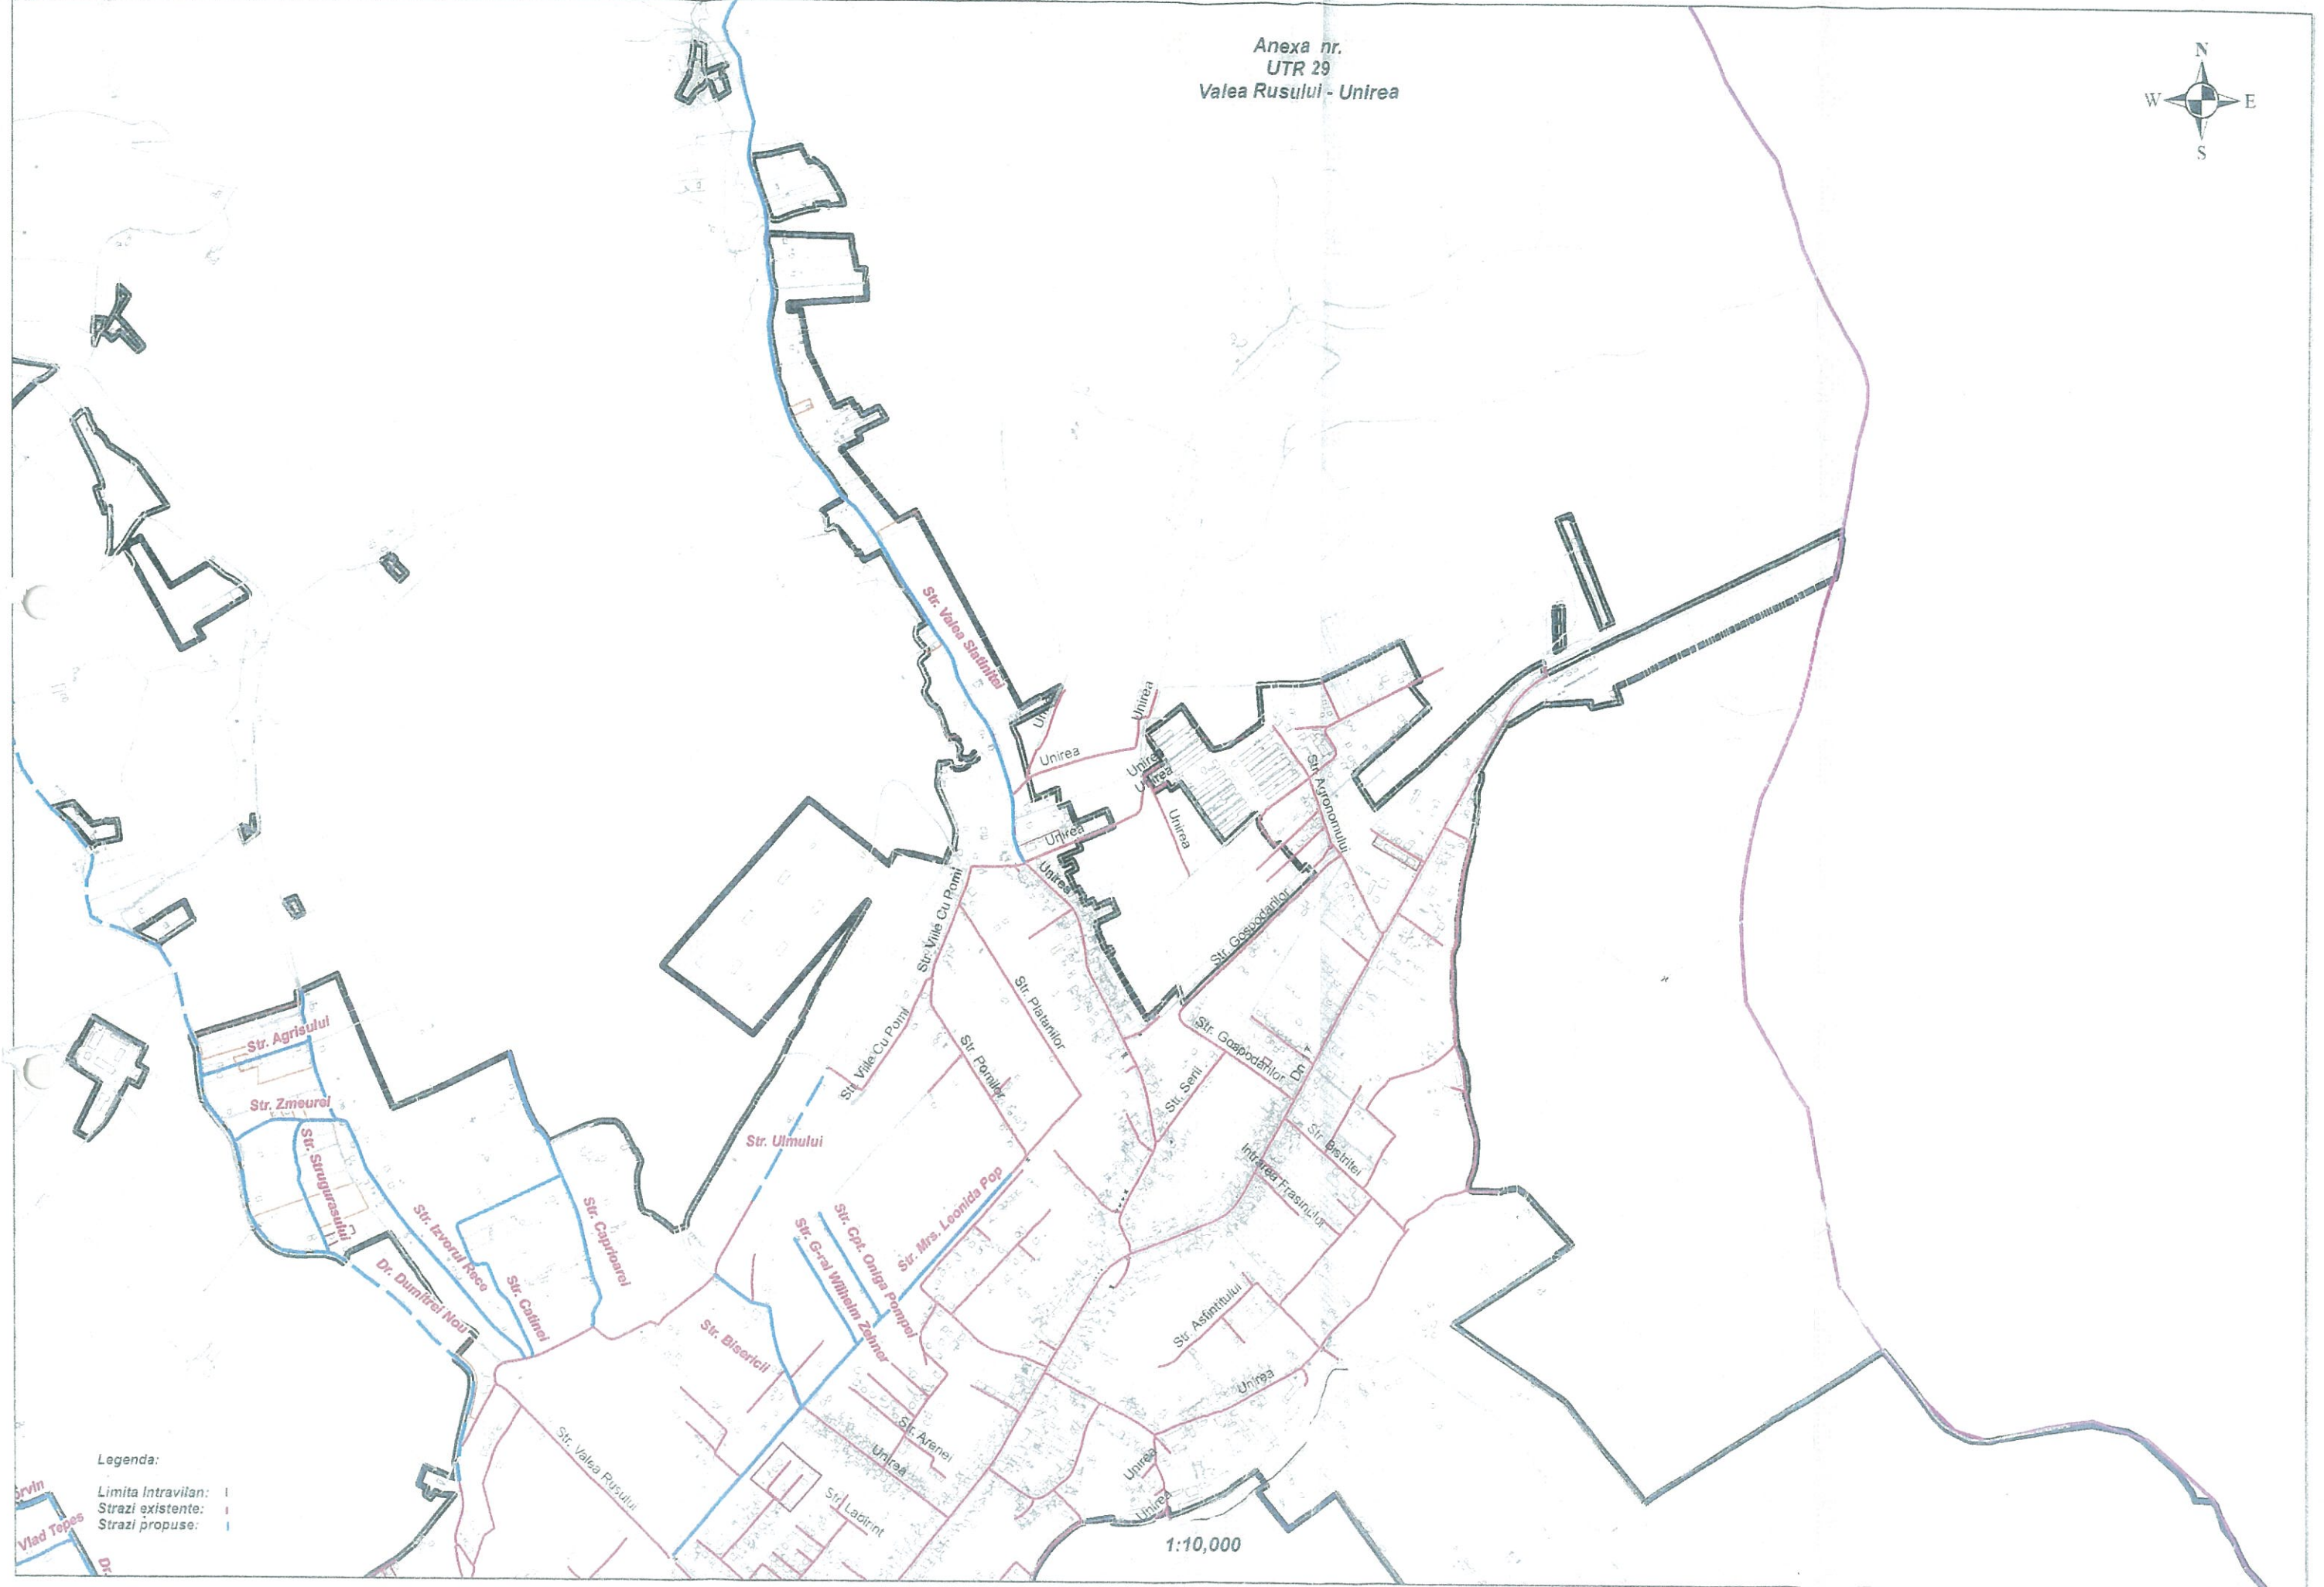 Anexa nr.
UTR 29
Valea Rusului - Unirea
N
W E
S
Str. Valea Slatinitei
Unirea
Unirea
Unirea
Unirea
Unirea
Unirea
Unirea
Str. Agronomului
Str. Viile Cu Pomi
Str. Gospodarilor
Str. Platanilor
Str. Viile Cu Pomi
Str. Pomilor
Str. Gospodarilor
Str. Serii
Str. Agrisului
Str. Zmeurei
Str. Strugurasului
Str. Ulmului
Str. Bistritei
Intrarea Frasinului
Str. Izvorul Rece
Str. Caprioarei
Str. Mrs. Leonida Pop
Str. Cpt. Oniga Pompei
Str. G-ral Wilhelm Zehner
Dr. Dumitrei Nou
Str. Catinei
Str. Bisericii
Str. Asfintitului
Unirea
Str. Arenei
Unirea
Str. Valea Rusului
Unirea
Unirea
Str. Labirint
Legenda:
Limita Intravilan:
Strazi existente:
Strazi propuse:
Vlad Tepes
Dr.
1:10,000